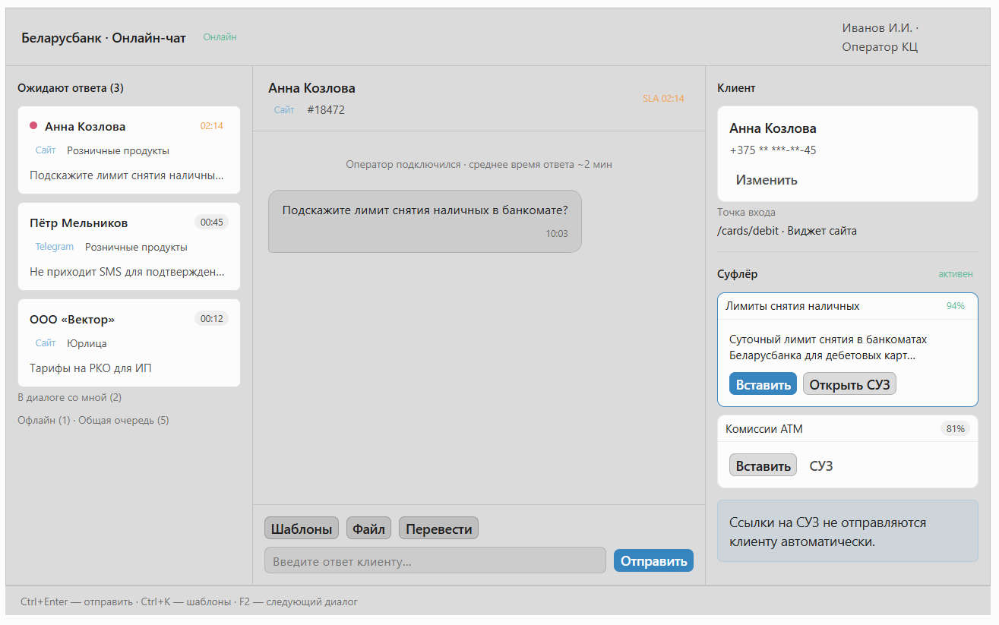 Беларусбанк · Онлайн-чат
Онлайн
Иванов И.И. ·
Оператор КЦ
Ожидают ответа (3)
Анна Козлова
02:14
Сайт
Розничные продукты
Подскажите лимит снятия наличны...
Пётр Мельников
00:45
Telegram
Розничные продукты
Не приходит SMS для подтвержден...
ООО «Вектор»
00:12
Сайт
Юрлица
Тарифы на РКО для ИП
В диалоге со мной (2)
Офлайн (1) · Общая очередь (5)
Анна Козлова
Сайт
#18472
SLA 02:14
Оператор подключился · среднее время ответа ~2 мин
Подскажите лимит снятия наличных в банкомате?
10:03
Шаблоны
Файл
Перевести
Введите ответ клиенту...
Отправить
Клиент
Анна Козлова
+375 ** ***-**-45
Изменить
Точка входа
/cards/debit · Виджет сайта
Суфлёр
активен
Лимиты снятия наличных
94%
Суточный лимит снятия в банкоматах
Беларусбанка для дебетовых карт...
Вставить
Открыть СУЗ
Комиссии ATM
81%
Вставить
СУЗ
Ссылки на СУЗ не отправляются
клиенту автоматически.
Ctrl+Enter — отправить · Ctrl+K — шаблоны · F2 — следующий диалог